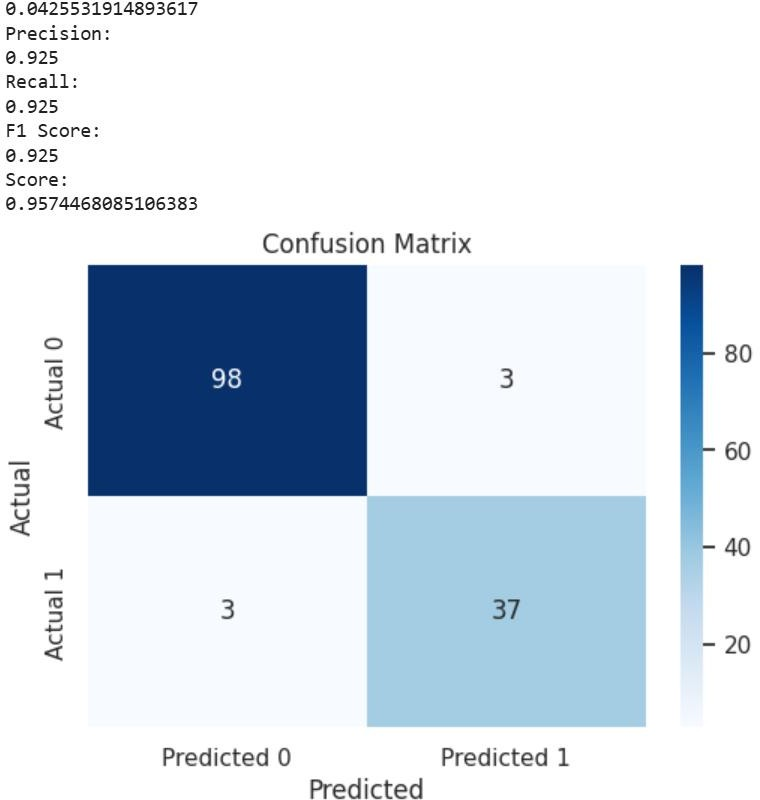 0.0425531914893617
Precision:
0.925
Recall:
0.925
F1 Score:
0.925
Score:
0.9574468085106383
Confusion Matrix
Actual 0
98
3
80
60
Actual
40
Actual 1
3
37
20
Predicted 0
Predicted 1
Predicted